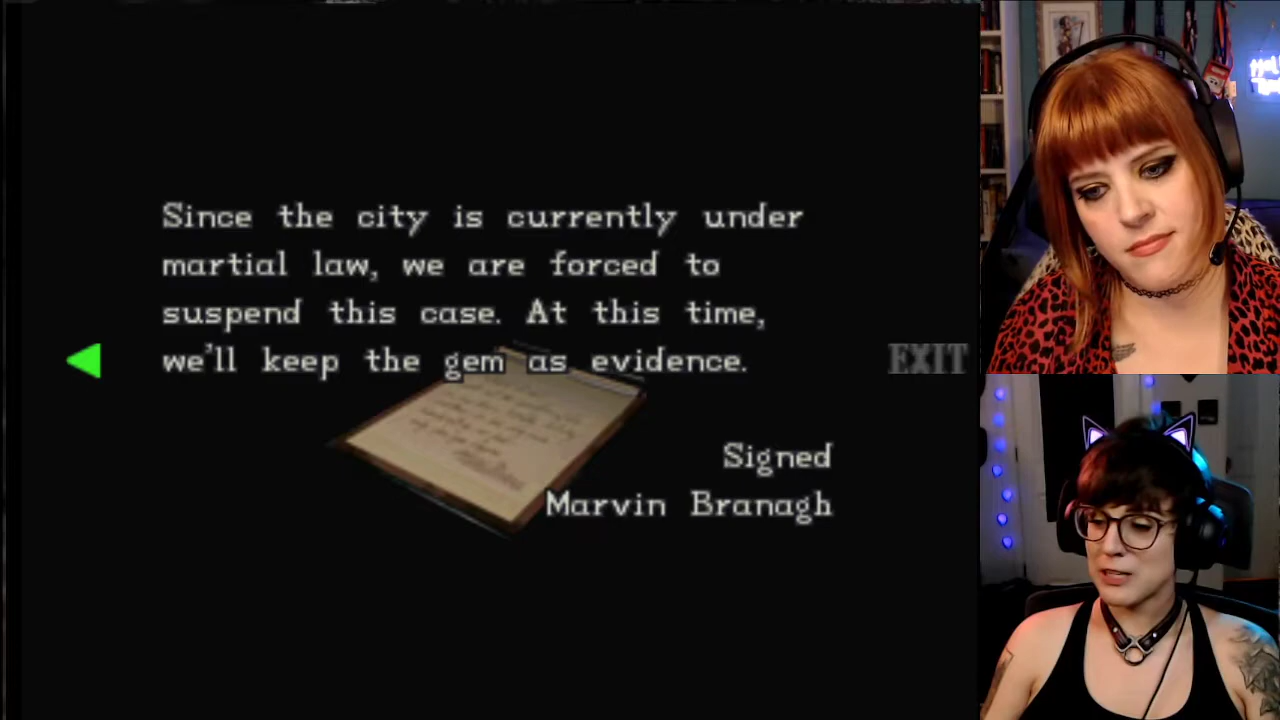 Since the city is currently under
martial law, we are forced to
suspend this case. At this time,
we'll keep the gem as evidence.
EXIT
Signed
Marvin Branagh